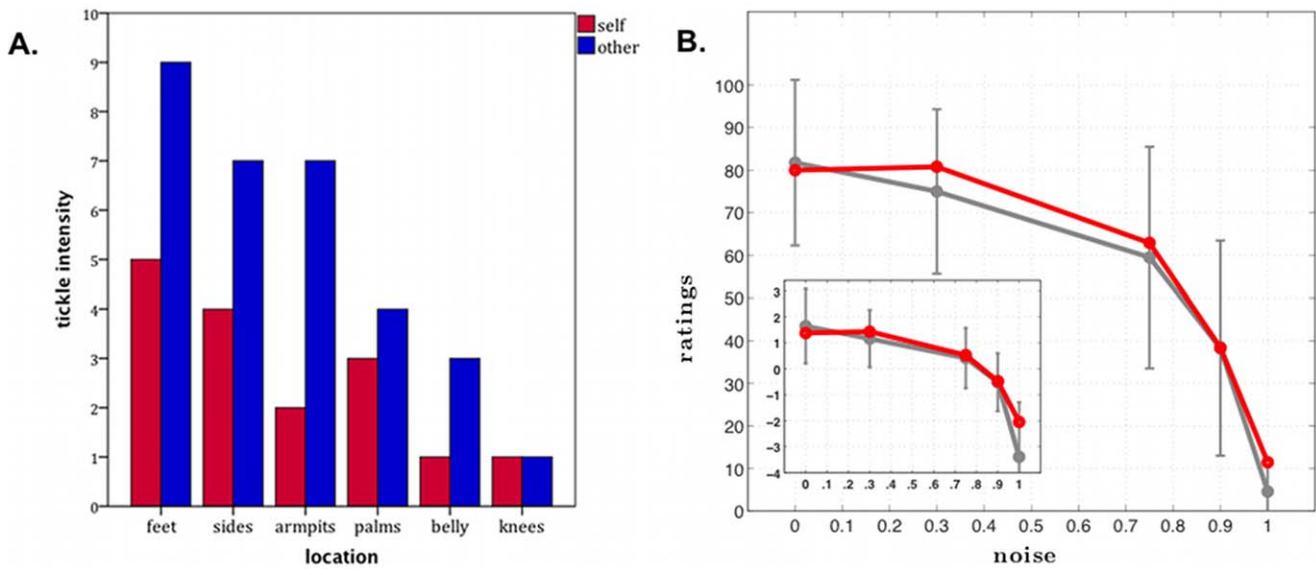 A.
tickle intensity
10
9
8
7
6
5
4
3
2
1
0
feet sides armpits palms belly knees
location
self
other
B.
ratings
100
90
80
70
60
50
40
30
20
10
0
0 0.1 0.2 0.3 0.4 0.5 0.6 0.7 0.8 0.9 1
noise
3
2
1
0
−1
−2
−3
−4
0 .1 .2 .3 .4 .5 .6 .7 .8 .9 1